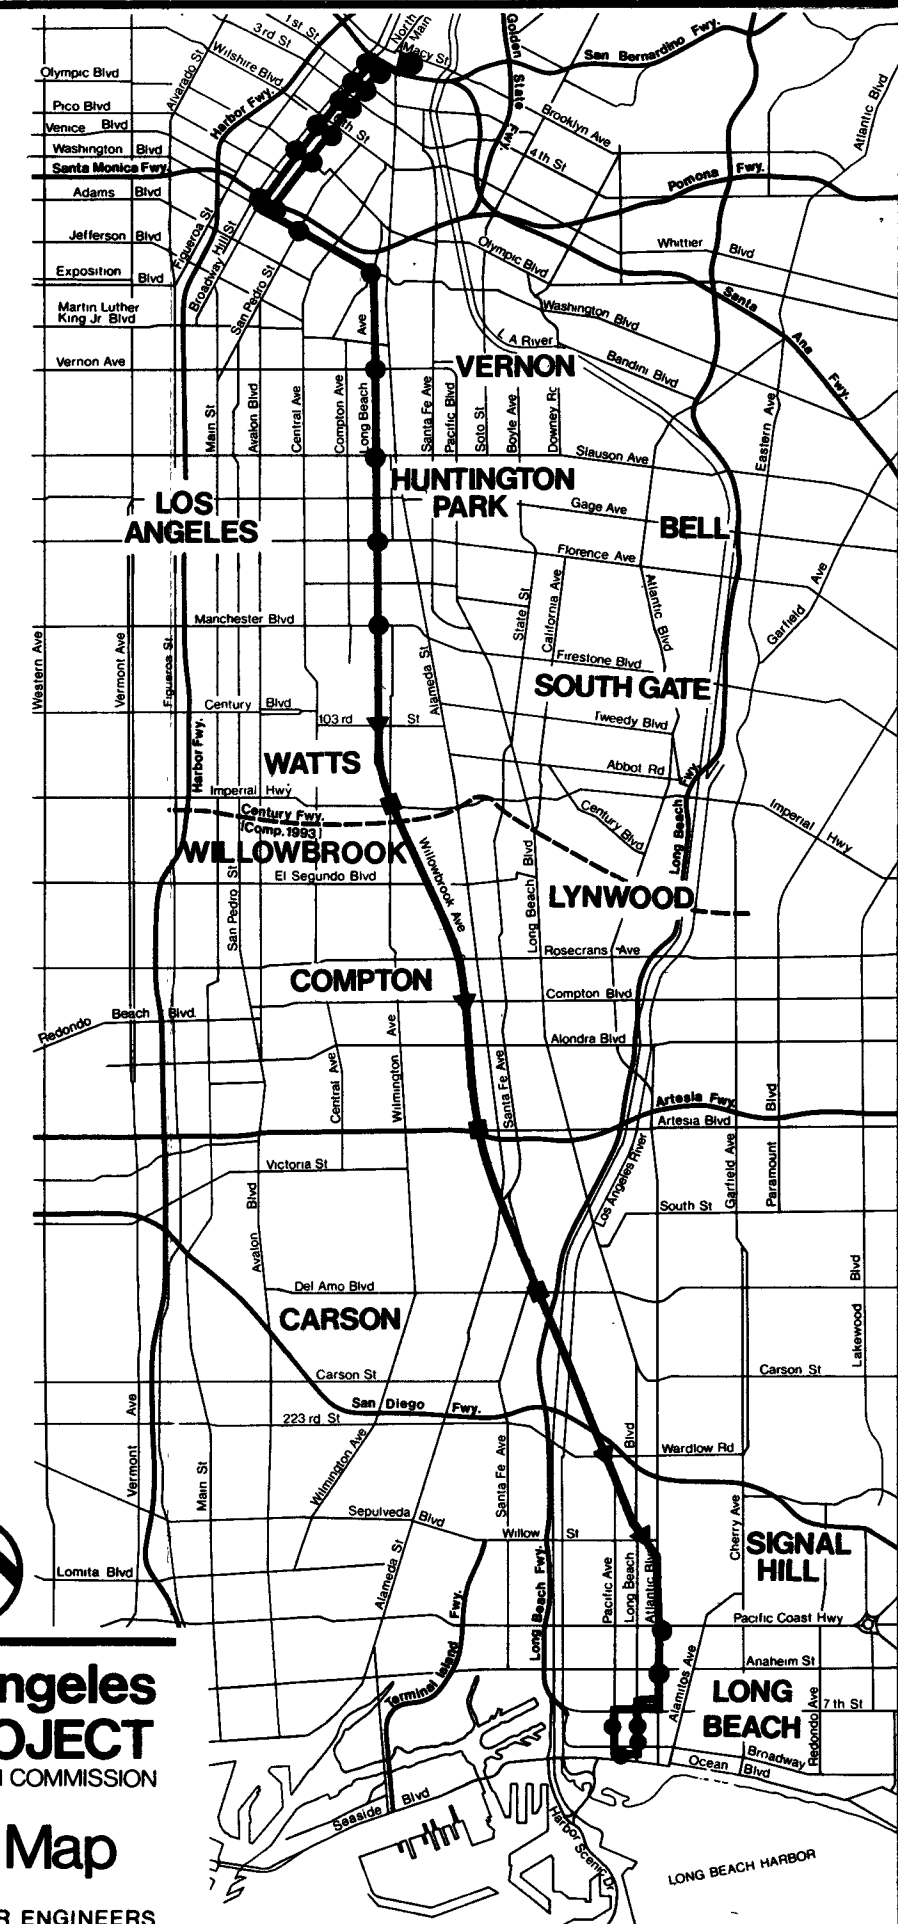 1st St
3rd St
Wilshire Blvd
North
Main
Macy St
Golden
State
Fwy.
San Bernardino Fwy.
Olympic Blvd
Alvarado St
Harbor Fwy.
Pico Blvd
Venice Blvd
Washington Blvd
Santa Monica Fwy.
Adams Blvd
Brooklyn Ave
4th St
Atlantic Blvd
Pomona Fwy.
Jefferson Blvd
Figueroa St
Broadway
Hill St
San Pedro St
Exposition Blvd
Olympic Blvd
Whittier Blvd
Martin Luther
King Jr Blvd
Washington Blvd
Santa
Ana
Fwy.
L A River
Bandini Blvd
Vernon Ave
VERNON
Main St
Avalon Blvd
Central Ave
Compton Ave
Long Beach
Ave
Santa Fe Ave
Pacific Blvd
Soto St
Boyle Ave
Eastern Ave
Slauson Ave
HUNTINGTON
PARK
LOS
ANGELES
Gage Ave
BELL
Florence Ave
State St
California Ave
Atlantic Blvd
Garfield Ave
Manchester Blvd
Firestone Blvd
Western Ave
Vermont Ave
Figueroa St
Alameda St
SOUTH GATE
Century Blvd
103 rd St
Tweedy Blvd
Harbor Fwy.
WATTS
Abbot Rd
Imperial Hwy
Century Fwy.
(Comp. 1993)
Century Blvd
Long Beach Fwy.
Imperial Hwy
WILLOWBROOK
Willowbrook Ave
El Segundo Blvd
San Pedro St
Long Beach Blvd
LYNWOOD
Rosecrans Ave
COMPTON
Compton Blvd
Redondo Beach Blvd.
Alondra Blvd
Central Ave
Wilmington Ave
Santa Fe Ave
Artesia Fwy.
Artesia Blvd
Victoria St
Los Angeles River
Garfield Ave
Paramount Blvd
South St
Avalon Blvd
Del Amo Blvd
CARSON
Lakewood Blvd
Carson St
Carson St
San Diego Fwy.
223 rd St
Blvd
Wardlow Rd
Vermont Ave
Main St
Wilmington Ave
Santa Fe Ave
Sepulveda Blvd
Willow St
Cherry Ave
SIGNAL
HILL
Lomita Blvd
Alameda St
Long Beach Fwy.
Pacific Ave
Long Beach
Atlantic Blvd
Pacific Coast Hwy
Anaheim St
Terminal Island Fwy.
Alamitos Ave
LONG
BEACH
Redondo Ave
7 th St
Broadway
Ocean Blvd
Seaside Blvd
Harbor Scenic Dr
LONG BEACH HARBOR
ngeles
OJECT
COMMISSION
Map
R ENGINEERS